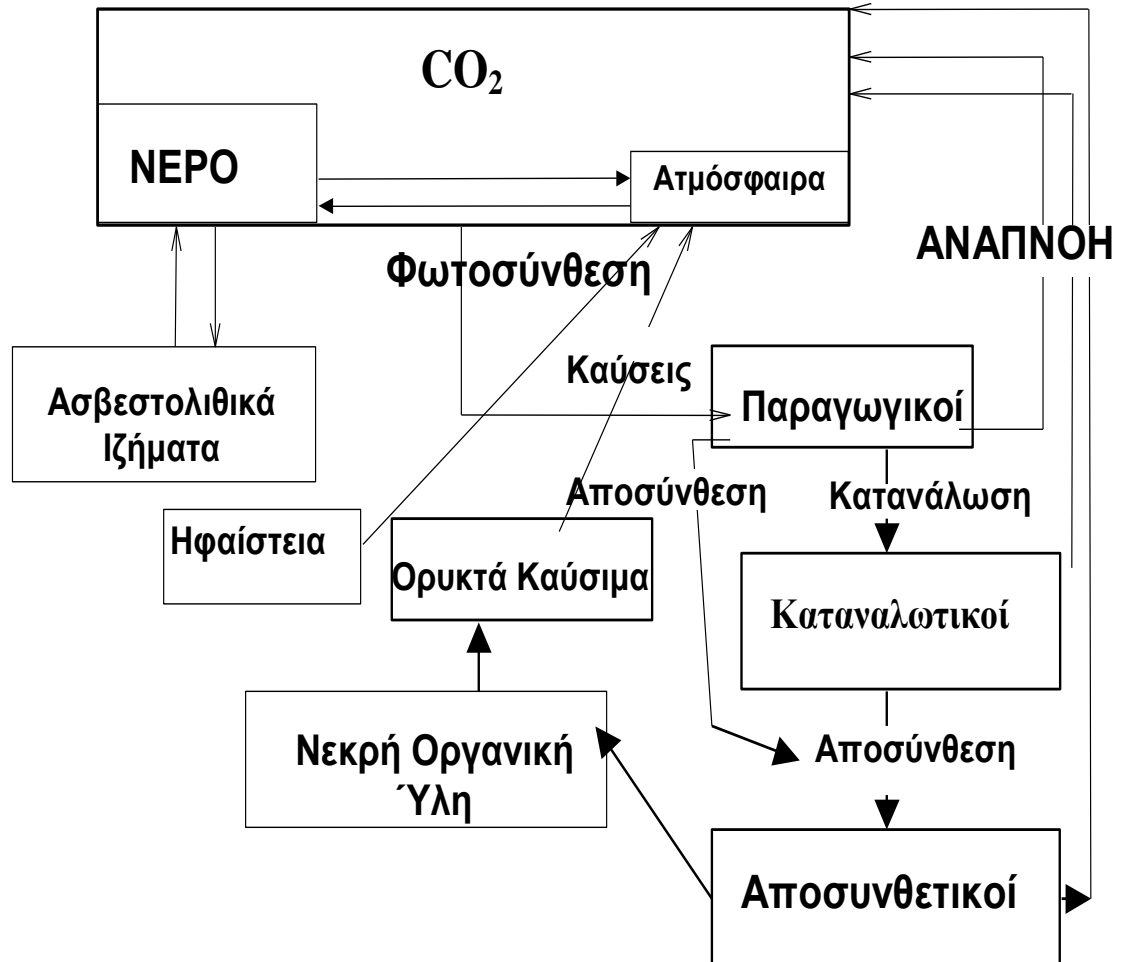 CO₂
ΝΕΡΟ
Ατμόσφαιρα
ΑΝΑΠΝΟΗ
Φωτοσύνθεση
Καύσεις
Ασβεστολιθικά
Ιζήματα
Παραγωγικοί
Αποσύνθεση
Κατανάλωση
Ηφαίστεια
Ορυκτά Καύσιμα
Καταναλωτικοί
Νεκρή Οργανική
Ύλη
Αποσύνθεση
Αποσυνθετικοί